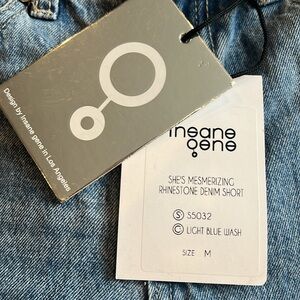 Design by Insane gene in Los Angeles
insane
gene
SHE'S MESMERIZING
RHINESTONE DENIM SHORT
S S5032
C LIGHT BLUE WASH
SIZE M